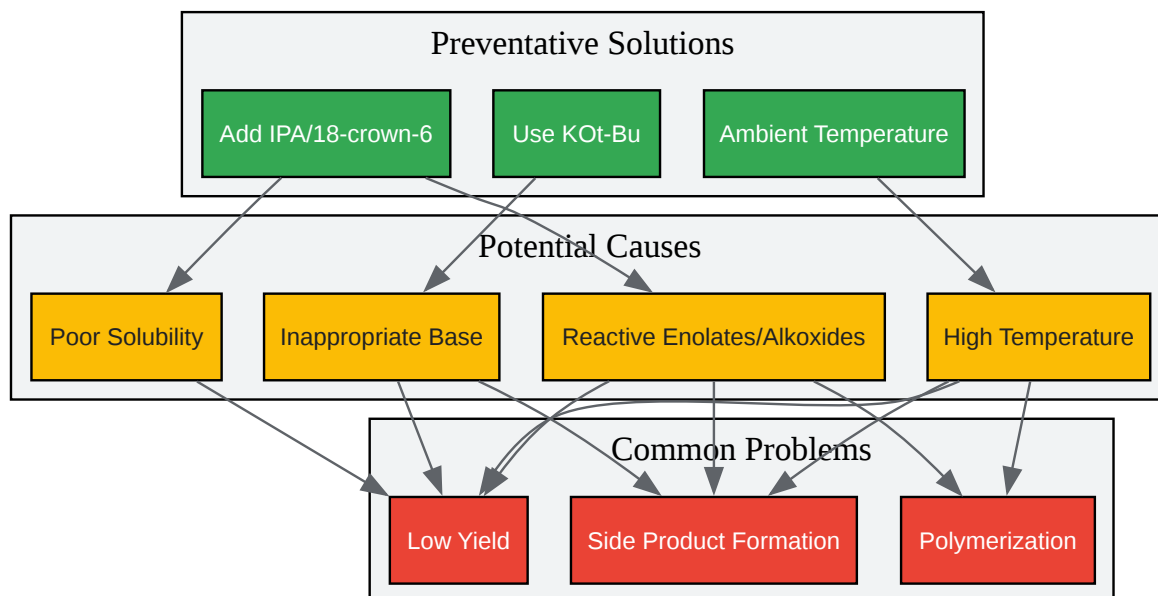 Preventative Solutions
Add IPA/18-crown-6
Use KOt-Bu
Ambient Temperature
Potential Causes
Poor Solubility
Inappropriate Base
Reactive Enolates/Alkoxides
High Temperature
Common Problems
Low Yield
Side Product Formation
Polymerization